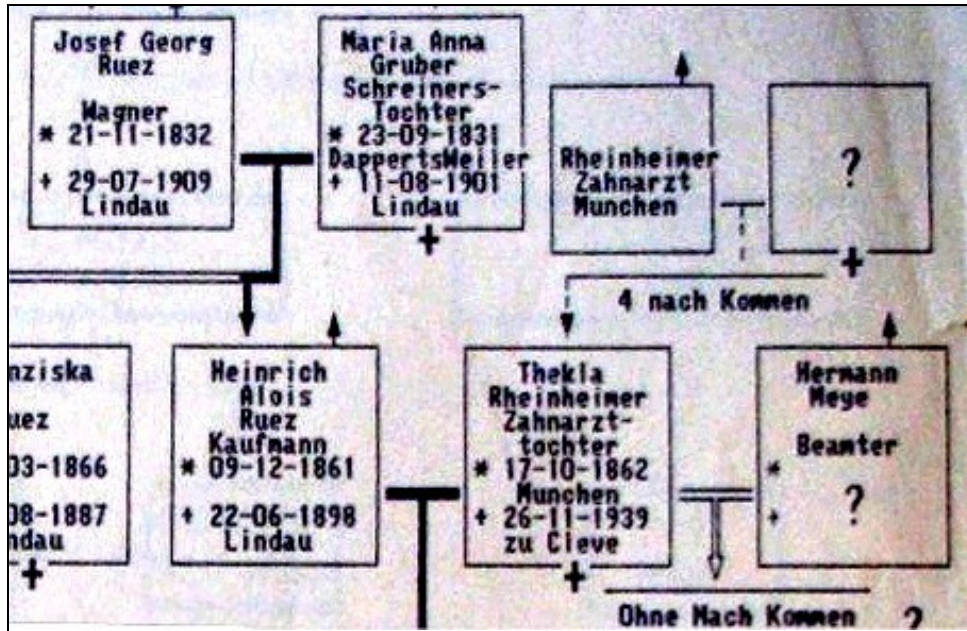 Josef Georg
Ruez
Wagner
* 21-11-1832
+ 29-07-1909
Lindau
Maria Anna
Gruber
Schreiners-
Tochter
* 23-09-1831
DappertsWeiler
+ 11-08-1901
Lindau
Rheinheimer
Zahnarzt
Munchen
?
4 nach Kommen
nziska
uez
03-1866
08-1887
ndau
Heinrich
Alois
Ruez
Kaufmann
* 09-12-1861
+ 22-06-1898
Lindau
Thekla
Rheinheimer
Zahnarzt-
tochter
* 17-10-1862
Munchen
+ 26-11-1939
zu Cleve
Hermann
Meye
Beamter
*
?
+
Ohne Nach Kommen ?